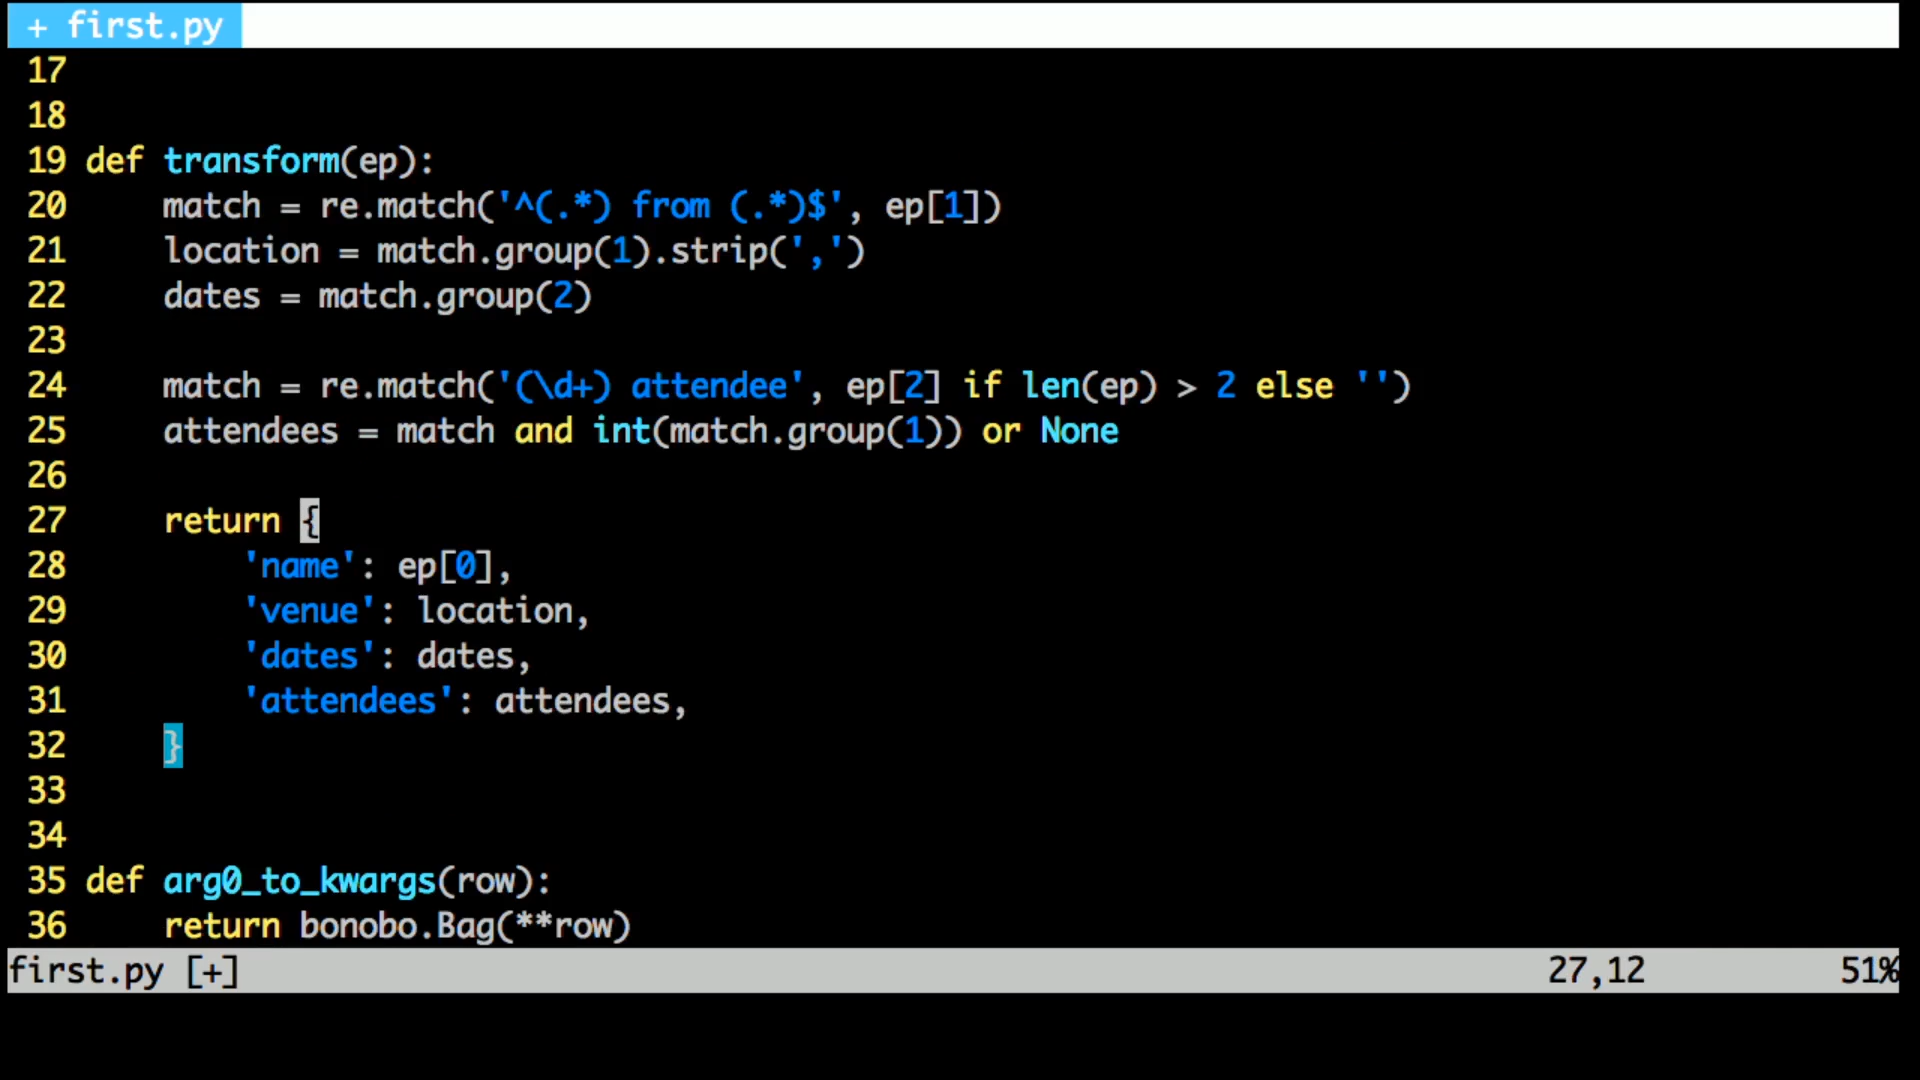 + first.py
17
18
19 def transform(ep):
20     match = re.match('^(.*) from (.*)$', ep[1])
21     location = match.group(1).strip(',')
22     dates = match.group(2)
23
24     match = re.match('(\d+) attendee', ep[2] if len(ep) > 2 else '')
25     attendees = match and int(match.group(1)) or None
26
27     return {
28         'name': ep[0],
29         'venue': location,
30         'dates': dates,
31         'attendees': attendees,
32     }
33
34
35 def arg0_to_kwargs(row):
36     return bonobo.Bag(**row)
first.py [+] 27,12 51%